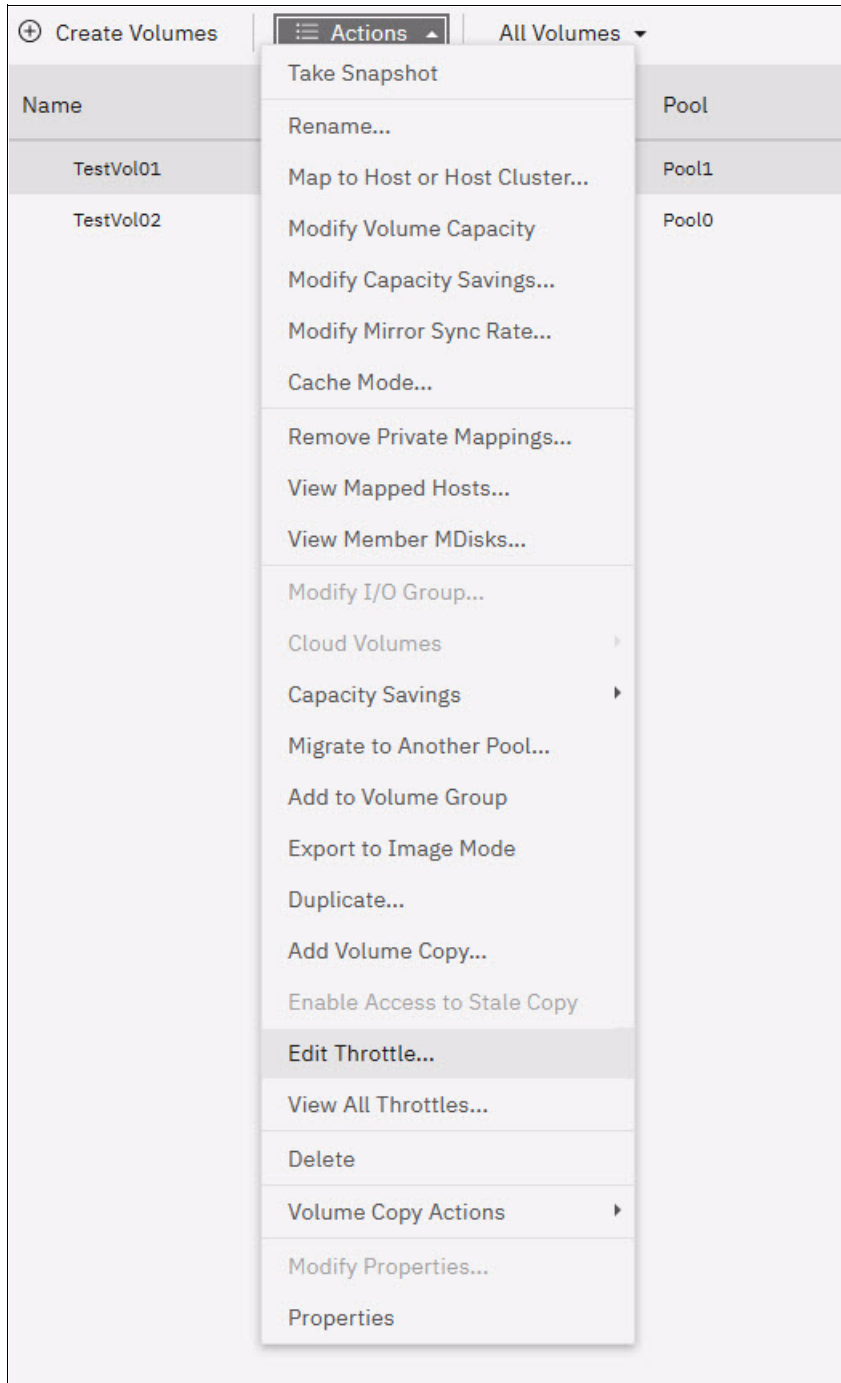 Create Volumes Actions All Volumes
Name Pool
TestVol01 Pool1
TestVol02 Pool0
Take Snapshot
Rename...
Map to Host or Host Cluster...
Modify Volume Capacity
Modify Capacity Savings...
Modify Mirror Sync Rate...
Cache Mode...
Remove Private Mappings...
View Mapped Hosts...
View Member MDisks...
Modify I/O Group...
Cloud Volumes
Capacity Savings
Migrate to Another Pool...
Add to Volume Group
Export to Image Mode
Duplicate...
Add Volume Copy...
Enable Access to Stale Copy
Edit Throttle...
View All Throttles...
Delete
Volume Copy Actions
Modify Properties...
Properties